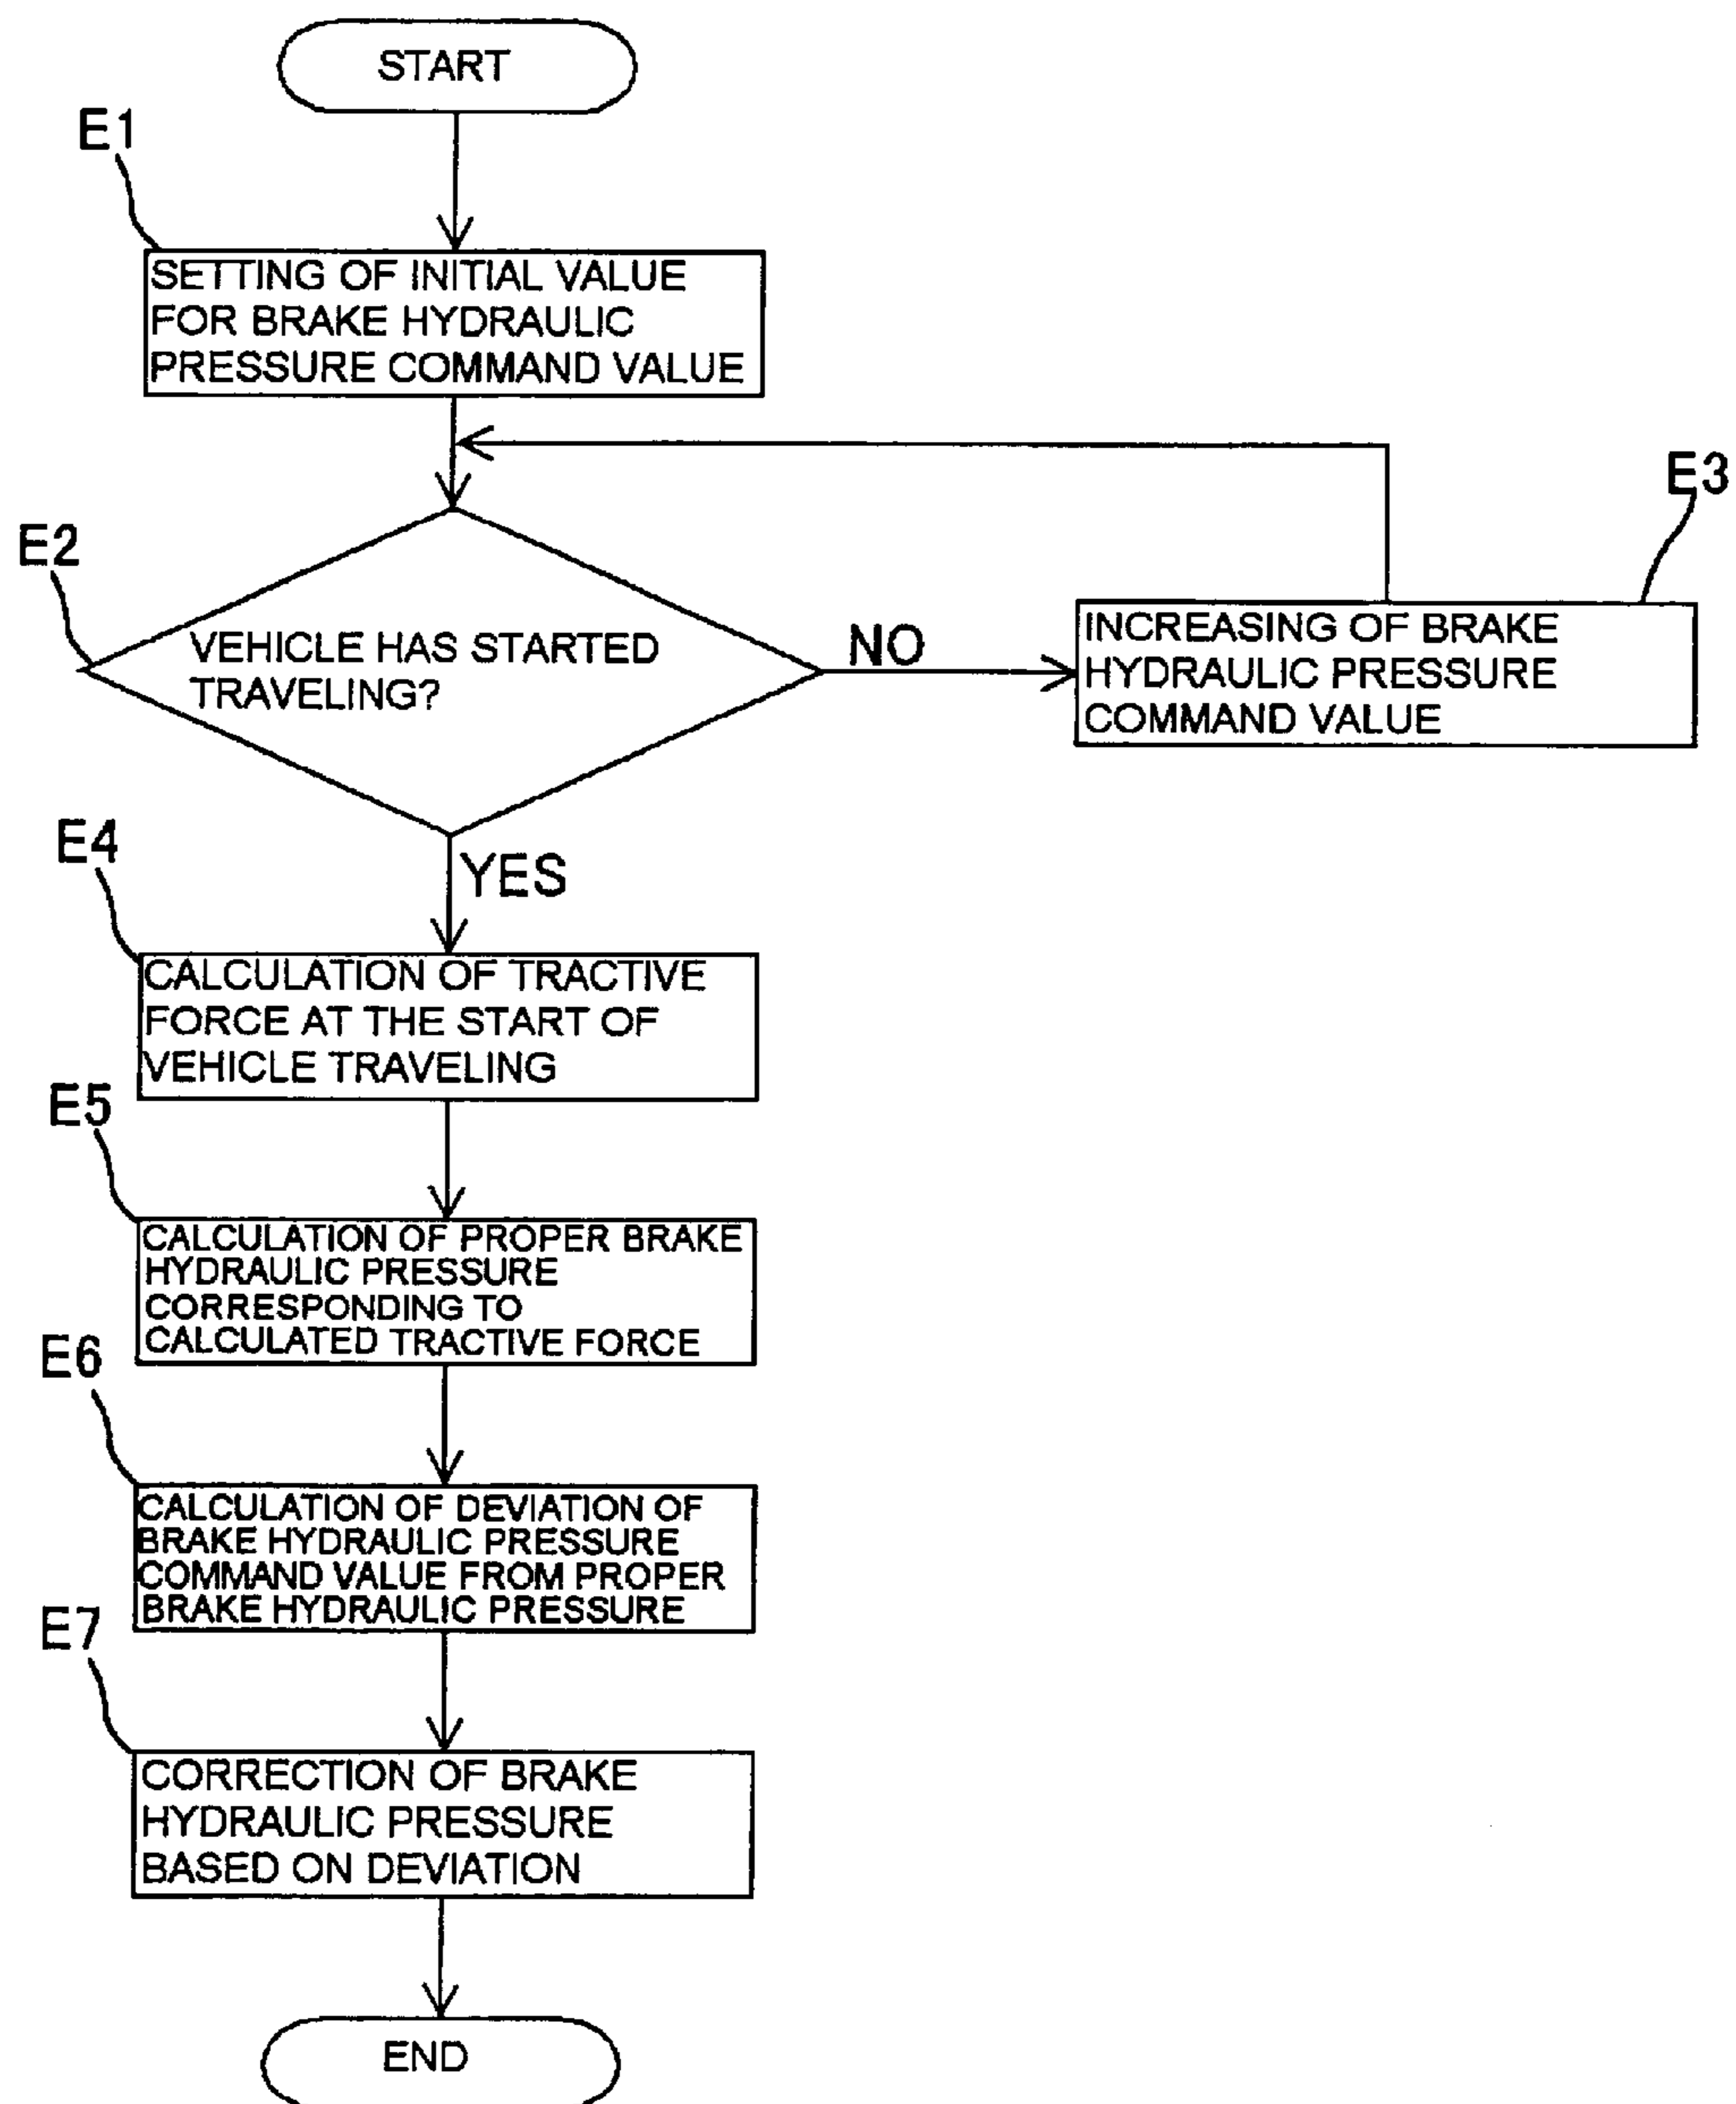 START
E1
SETTING OF INITIAL VALUE
FOR BRAKE HYDRAULIC
PRESSURE COMMAND VALUE
E2
VEHICLE HAS STARTED
TRAVELING?
NO
E3
INCREASING OF BRAKE
HYDRAULIC PRESSURE
COMMAND VALUE
YES
E4
CALCULATION OF TRACTIVE
FORCE AT THE START OF
VEHICLE TRAVELING
E5
CALCULATION OF PROPER BRAKE
HYDRAULIC PRESSURE
CORRESPONDING TO
CALCULATED TRACTIVE FORCE
E6
CALCULATION OF DEVIATION OF
BRAKE HYDRAULIC PRESSURE
COMMAND VALUE FROM PROPER
BRAKE HYDRAULIC PRESSURE
E7
CORRECTION OF BRAKE
HYDRAULIC PRESSURE
BASED ON DEVIATION
END